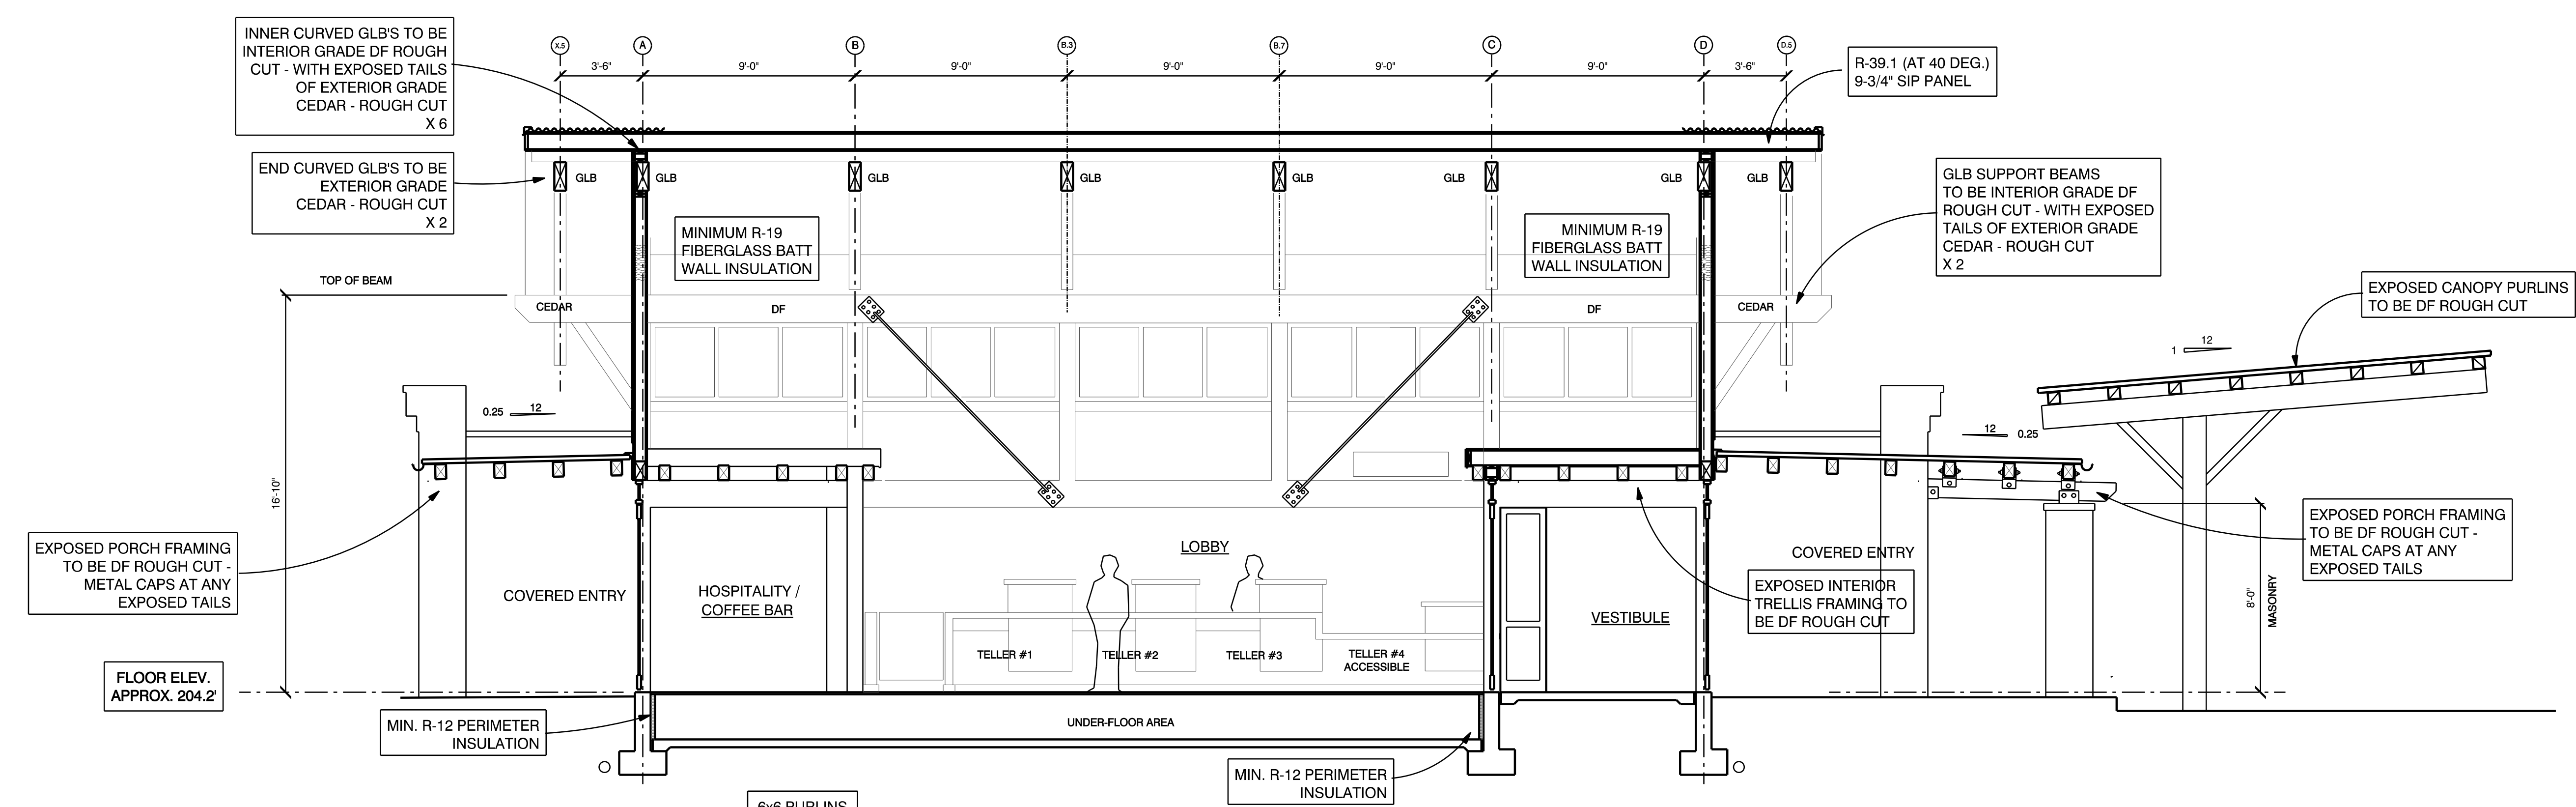 X.5
A
B
B.3
B.7
C
D
D.5
3'-6"
9'-0"
9'-0"
9'-0"
9'-0"
9'-0"
3'-6"
INNER CURVED GLB'S TO BE
INTERIOR GRADE DF ROUGH
CUT - WITH EXPOSED TAILS
OF EXTERIOR GRADE
CEDAR - ROUGH CUT
X 6
R-39.1 (AT 40 DEG.)
9-3/4" SIP PANEL
END CURVED GLB'S TO BE
EXTERIOR GRADE
CEDAR - ROUGH CUT
X 2
GLB
GLB
GLB
GLB
GLB
GLB
GLB
GLB
GLB SUPPORT BEAMS
TO BE INTERIOR GRADE DF
ROUGH CUT - WITH EXPOSED
TAILS OF EXTERIOR GRADE
CEDAR - ROUGH CUT
X 2
MINIMUM R-19
FIBERGLASS BATT
WALL INSULATION
MINIMUM R-19
FIBERGLASS BATT
WALL INSULATION
TOP OF BEAM
CEDAR
DF
DF
CEDAR
EXPOSED CANOPY PURLINS
TO BE DF ROUGH CUT
12
1
0.25
12
12
0.25
16'-10"
EXPOSED PORCH FRAMING
TO BE DF ROUGH CUT -
METAL CAPS AT ANY
EXPOSED TAILS
COVERED ENTRY
HOSPITALITY /
COFFEE BAR
LOBBY
TELLER #1
TELLER #2
TELLER #3
TELLER #4
ACCESSIBLE
VESTIBULE
EXPOSED INTERIOR
TRELLIS FRAMING TO
BE DF ROUGH CUT
COVERED ENTRY
EXPOSED PORCH FRAMING
TO BE DF ROUGH CUT -
METAL CAPS AT ANY
EXPOSED TAILS
8'-0"
MASONRY
FLOOR ELEV.
APPROX. 204.2'
MIN. R-12 PERIMETER
INSULATION
UNDER-FLOOR AREA
MIN. R-12 PERIMETER
INSULATION
6x6 PURLINS